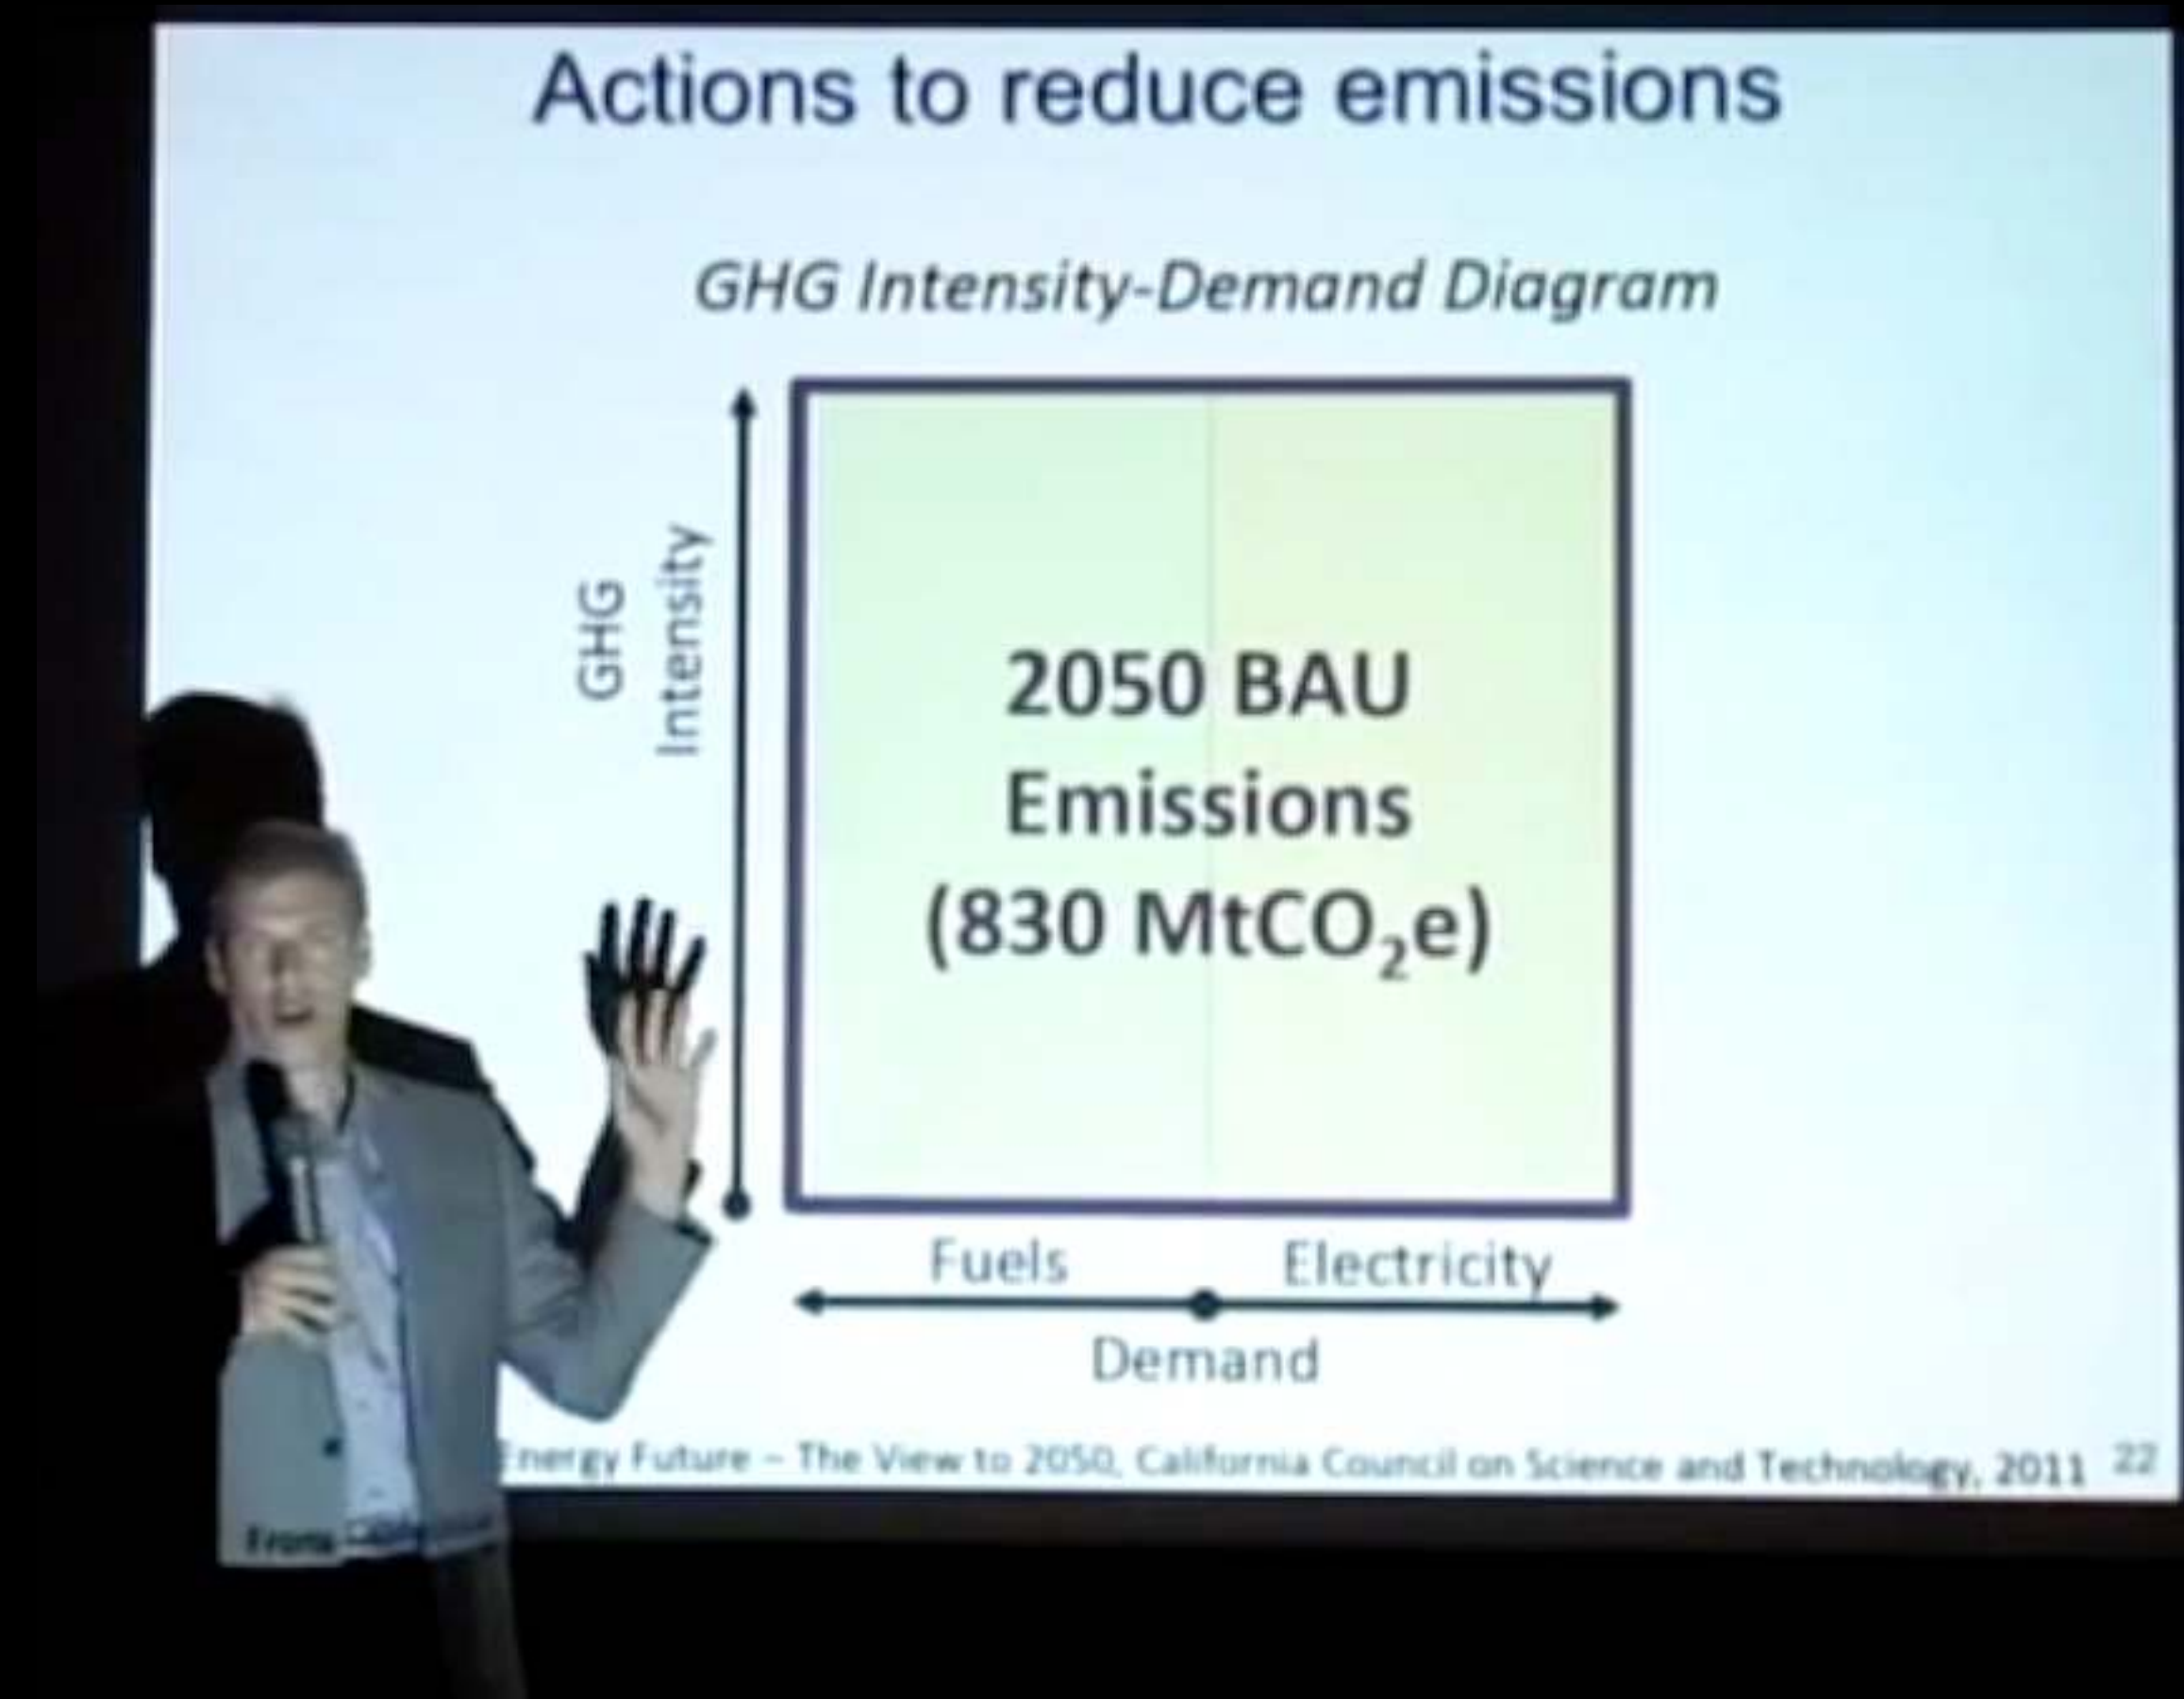 Actions to reduce emissions
GHG Intensity-Demand Diagram
GHG
Intensity
2050 BAU
Emissions
(830 MtCO₂e)
Fuels Electricity
Demand
From Energy Future – The View to 2050, California Council on Science and Technology, 2011 22